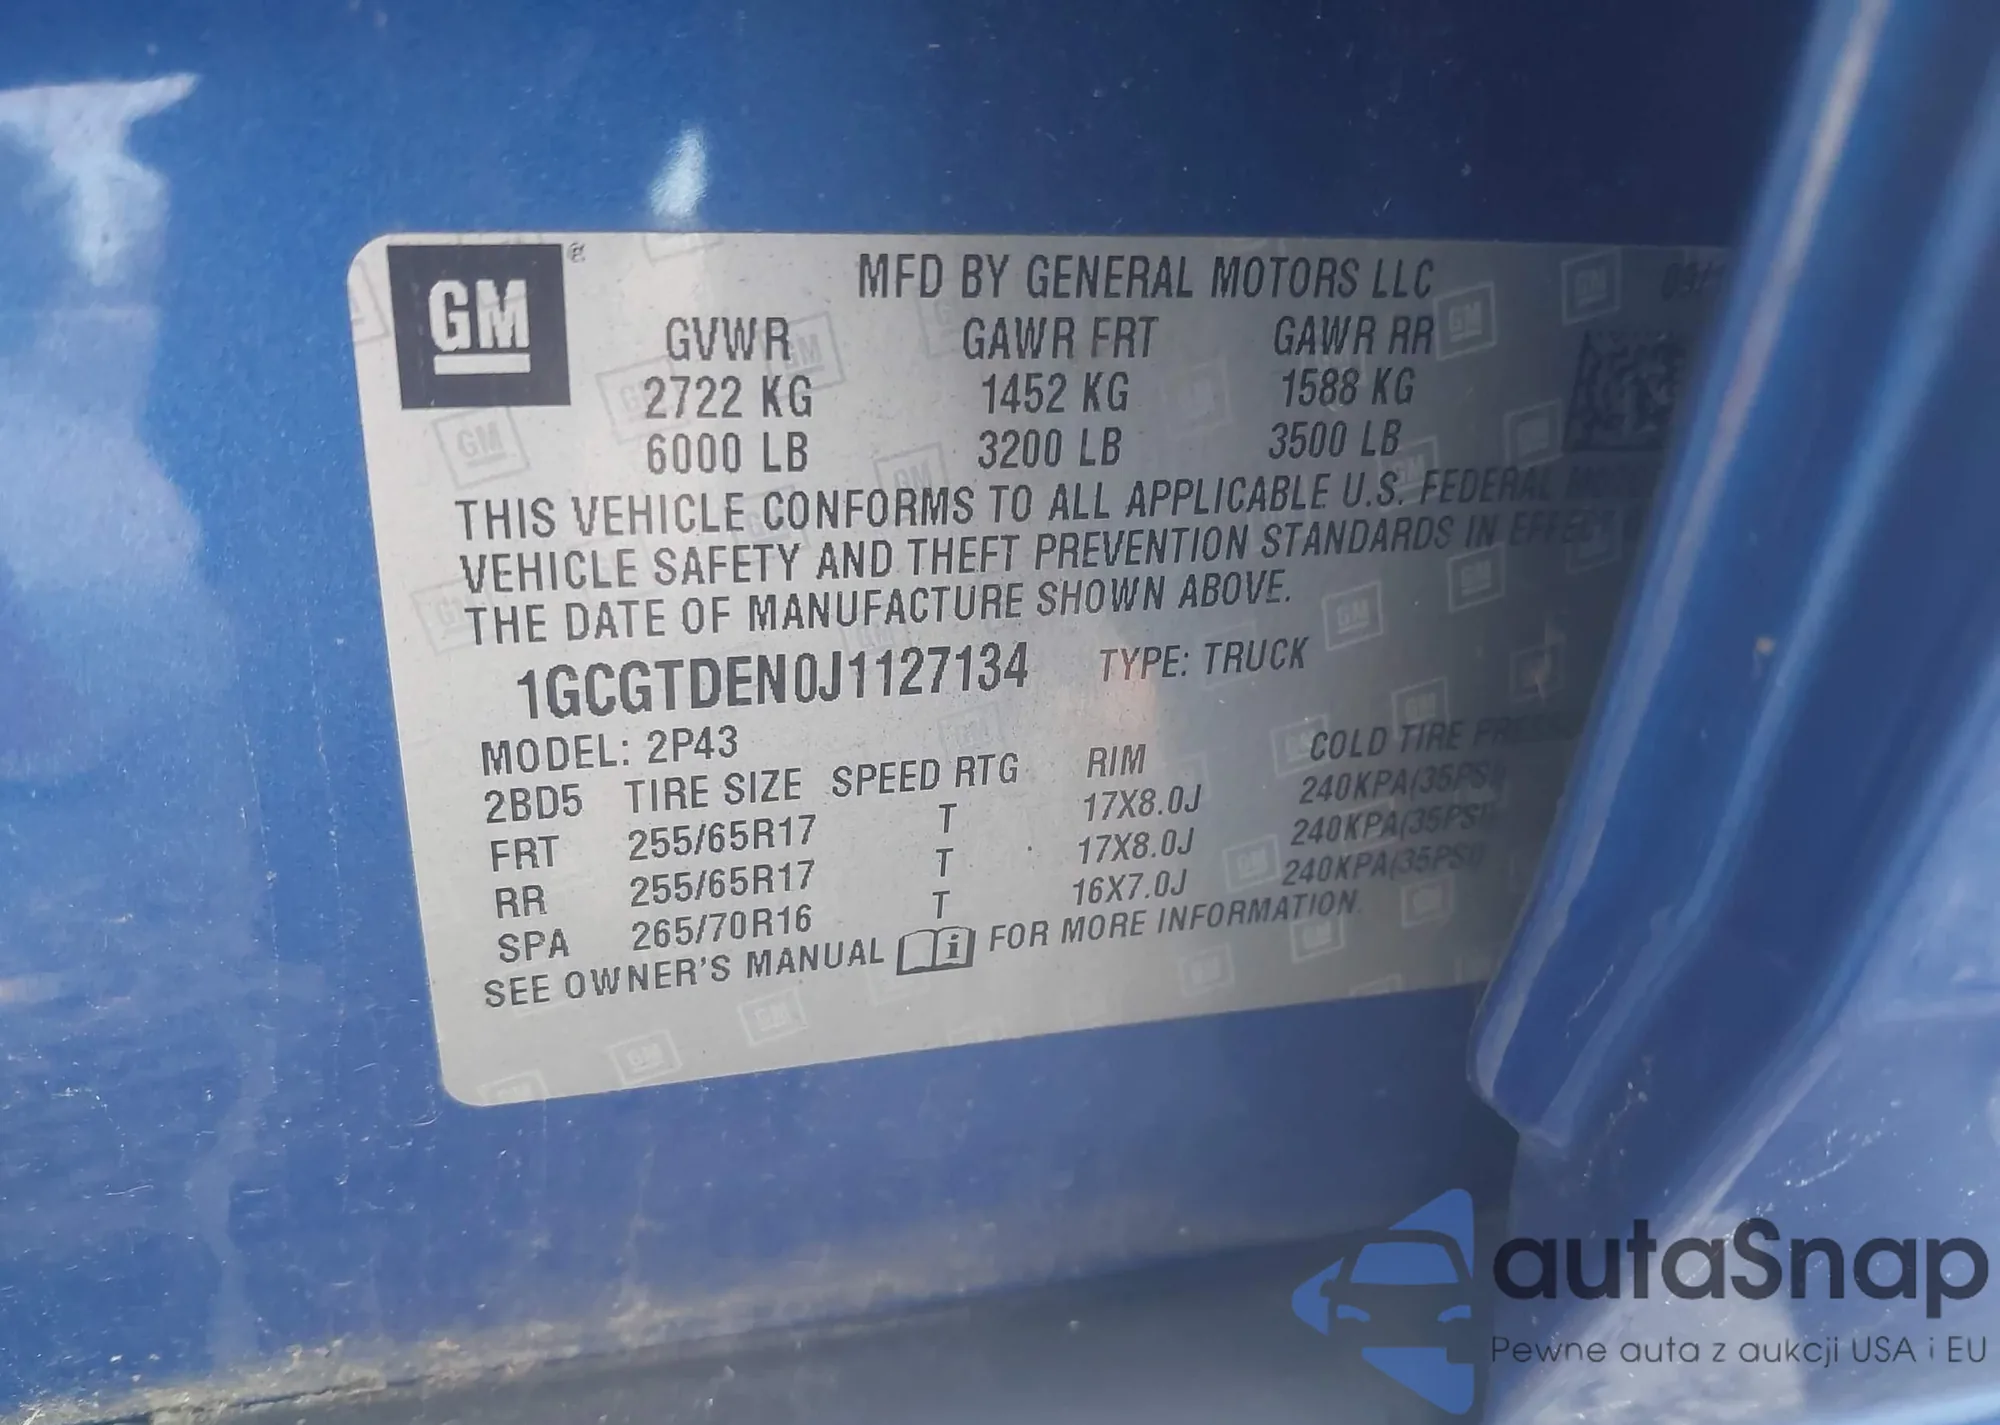 GM
MFD BY GENERAL MOTORS LLC
GVWR GAWR FRT GAWR RR
2722 KG 1452 KG 1588 KG
6000 LB 3200 LB 3500 LB
THIS VEHICLE CONFORMS TO ALL APPLICABLE U.S. FEDERAL
VEHICLE SAFETY AND THEFT PREVENTION STANDARDS IN EFFECT
THE DATE OF MANUFACTURE SHOWN ABOVE.
1GCGTDEN0J1127134 TYPE: TRUCK
MODEL: 2P43
2BD5 TIRE SIZE SPEED RTG RIM COLD TIRE
FRT 255/65R17 T 17X8.0J 240KPA(35PSI)
RR 255/65R17 T 17X8.0J 240KPA(35PSI)
SPA 265/70R16 T 16X7.0J 240KPA(35PSI)
SEE OWNER'S MANUAL FOR MORE INFORMATION.
autaSnap
Pewne auta z aukcji USA i EU